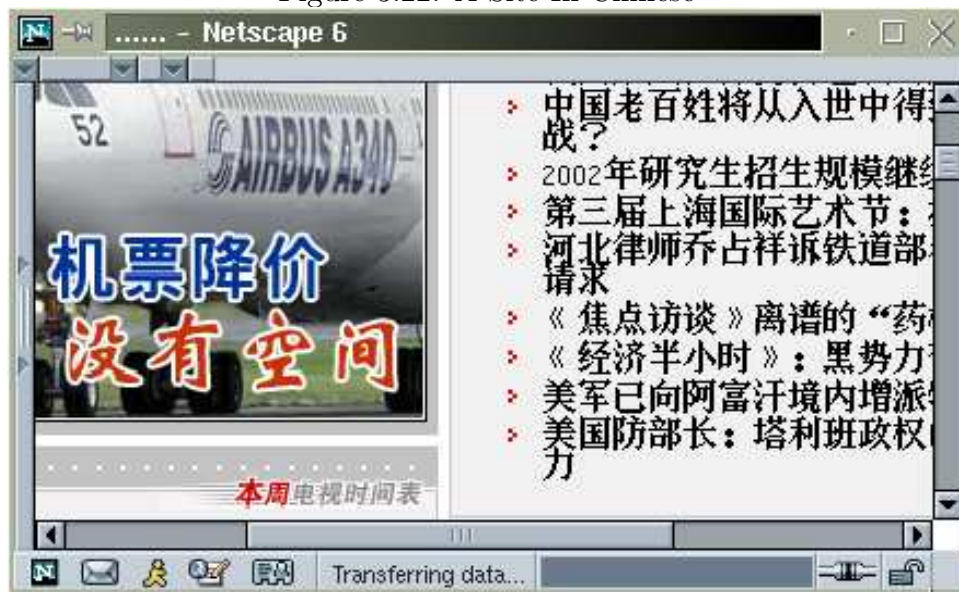 ...... - Netscape 6
52
AIRBUS A340
机票降价
没有空间
本周电视时间表
中国老百姓将从入世中得
战？
2002年研究生招生规模继续
第三届上海国际艺术节：
河北律师乔占祥诉铁道部
请求
《焦点访谈》离谱的“药
《经济半小时》：黑势力
美军已向阿富汗境内增派
美国防部长：塔利班政权
力
Transferring data...